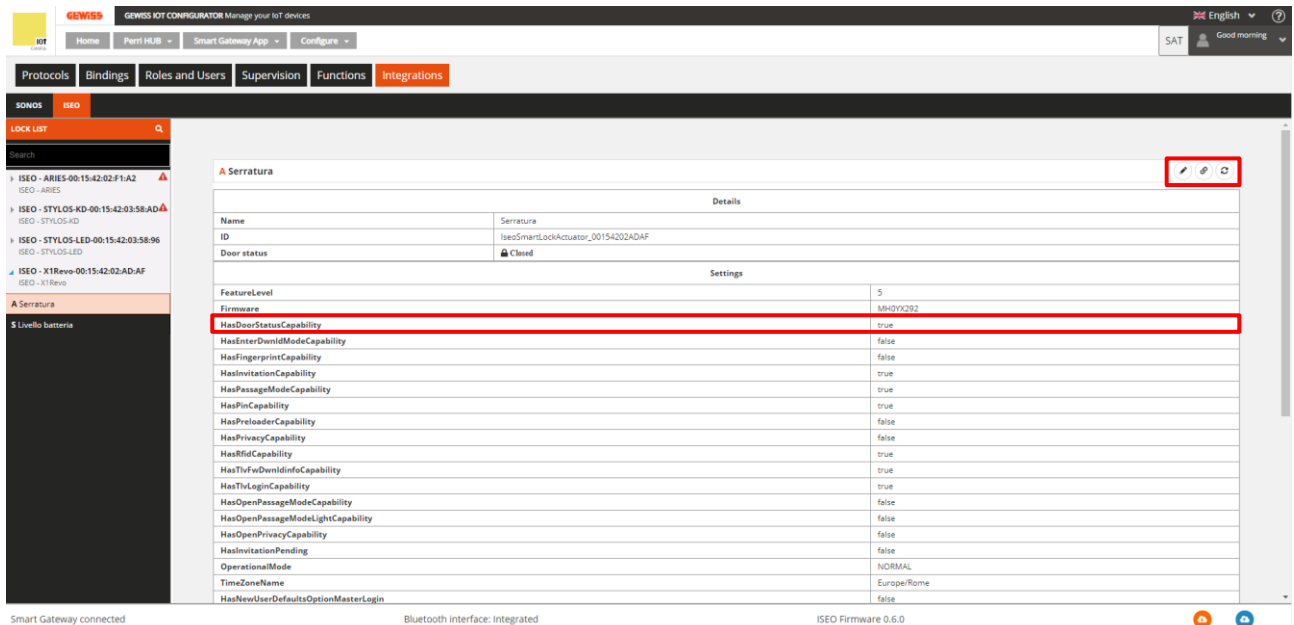 GEWISS
GEWISS IOT CONFIGURATOR Manage your IoT devices
English
IOT
Home
Perri HUB
Smart Gateway App
Configure
SAT
Good morning
Protocols
Bindings
Roles and Users
Supervision
Functions
Integrations
SONOS
ISEO
LOCK LIST
Search
ISEO - ARIES-00:15:42:02:F1:A2
ISEO - ARIES
ISEO - STYLOS-KD-00:15:42:03:58:AD
ISEO - STYLOS-KD
ISEO - STYLOS-LED-00:15:42:03:58:96
ISEO - STYLOS-LED
ISEO - X1Revo-00:15:42:02:AD:AF
ISEO - X1Revo
A Serratura
S Livello batteria
A Serratura
Details
Name Serratura
ID IseoSmartLockActuator_00154202ADAF
Door status Closed
Settings
FeatureLevel 5
Firmware MH0YX292
HasDoorStatusCapability true
HasEnterDwnldModeCapability false
HasFingerprintCapability false
HasInvitationCapability true
HasPassageModeCapability true
HasPinCapability true
HasPreloaderCapability false
HasPrivacyCapability false
HasRfidCapability true
HasTlvFwDwnldinfoCapability true
HasTlvLoginCapability true
HasOpenPassageModeCapability false
HasOpenPassageModeLightCapability false
HasOpenPrivacyCapability false
HasInvitationPending false
OperationalMode NORMAL
TimeZoneName Europe/Rome
HasNewUserDefaultsOptionMasterLogin false
Smart Gateway connected
Bluetooth interface: Integrated
ISEO Firmware 0.6.0